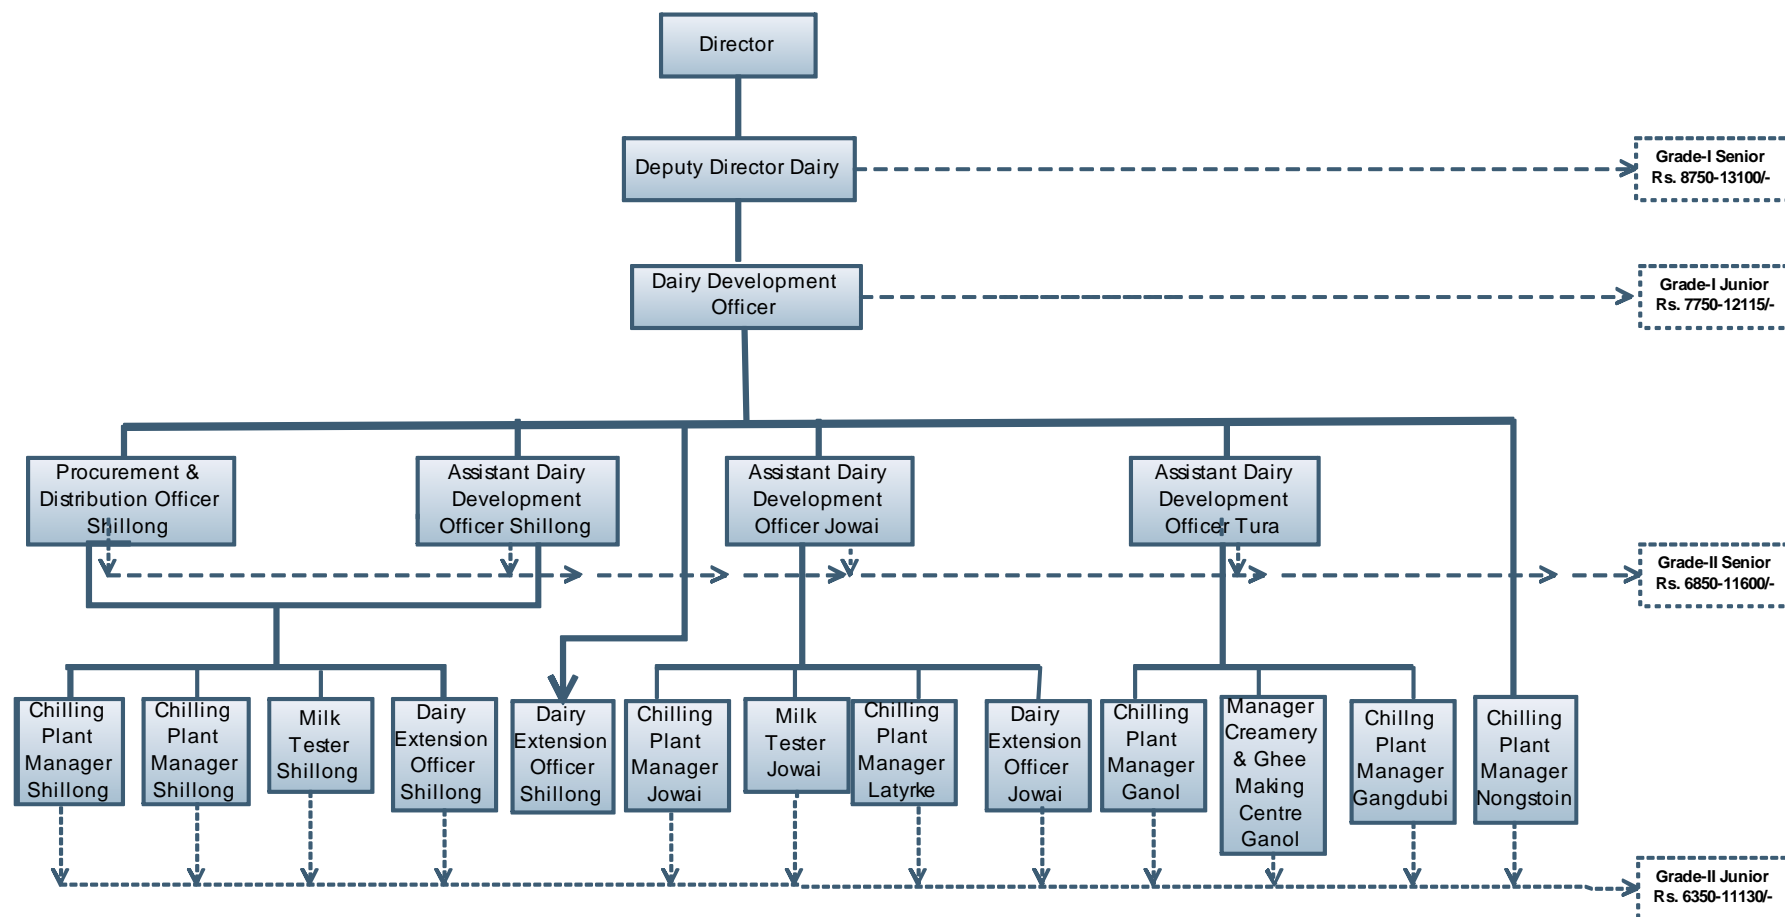 Director
Deputy Director Dairy
Grade-I Senior
Rs. 8750-13100/-
Dairy Development
Officer
Grade-I Junior
Rs. 7750-12115/-
Procurement &
Distribution Officer
Shillong
Assistant Dairy
Development
Officer Shillong
Assistant Dairy
Development
Officer Jowai
Assistant Dairy
Development
Officer Tura
Grade-II Senior
Rs. 6850-11600/-
Chilling
Plant
Manager
Shillong
Chilling
Plant
Manager
Shillong
Milk
Tester
Shillong
Dairy
Extension
Officer
Shillong
Dairy
Extension
Officer
Shillong
Chilling
Plant
Manager
Jowai
Milk
Tester
Jowai
Chilling
Plant
Manager
Latyrke
Dairy
Extension
Officer
Jowai
Chilling
Plant
Manager
Ganol
Manager
Creamery
& Ghee
Making
Centre
Ganol
Chillng
Plant
Manager
Gangdubi
Chilling
Plant
Manager
Nongstoin
Grade-II Junior
Rs. 6350-11130/-